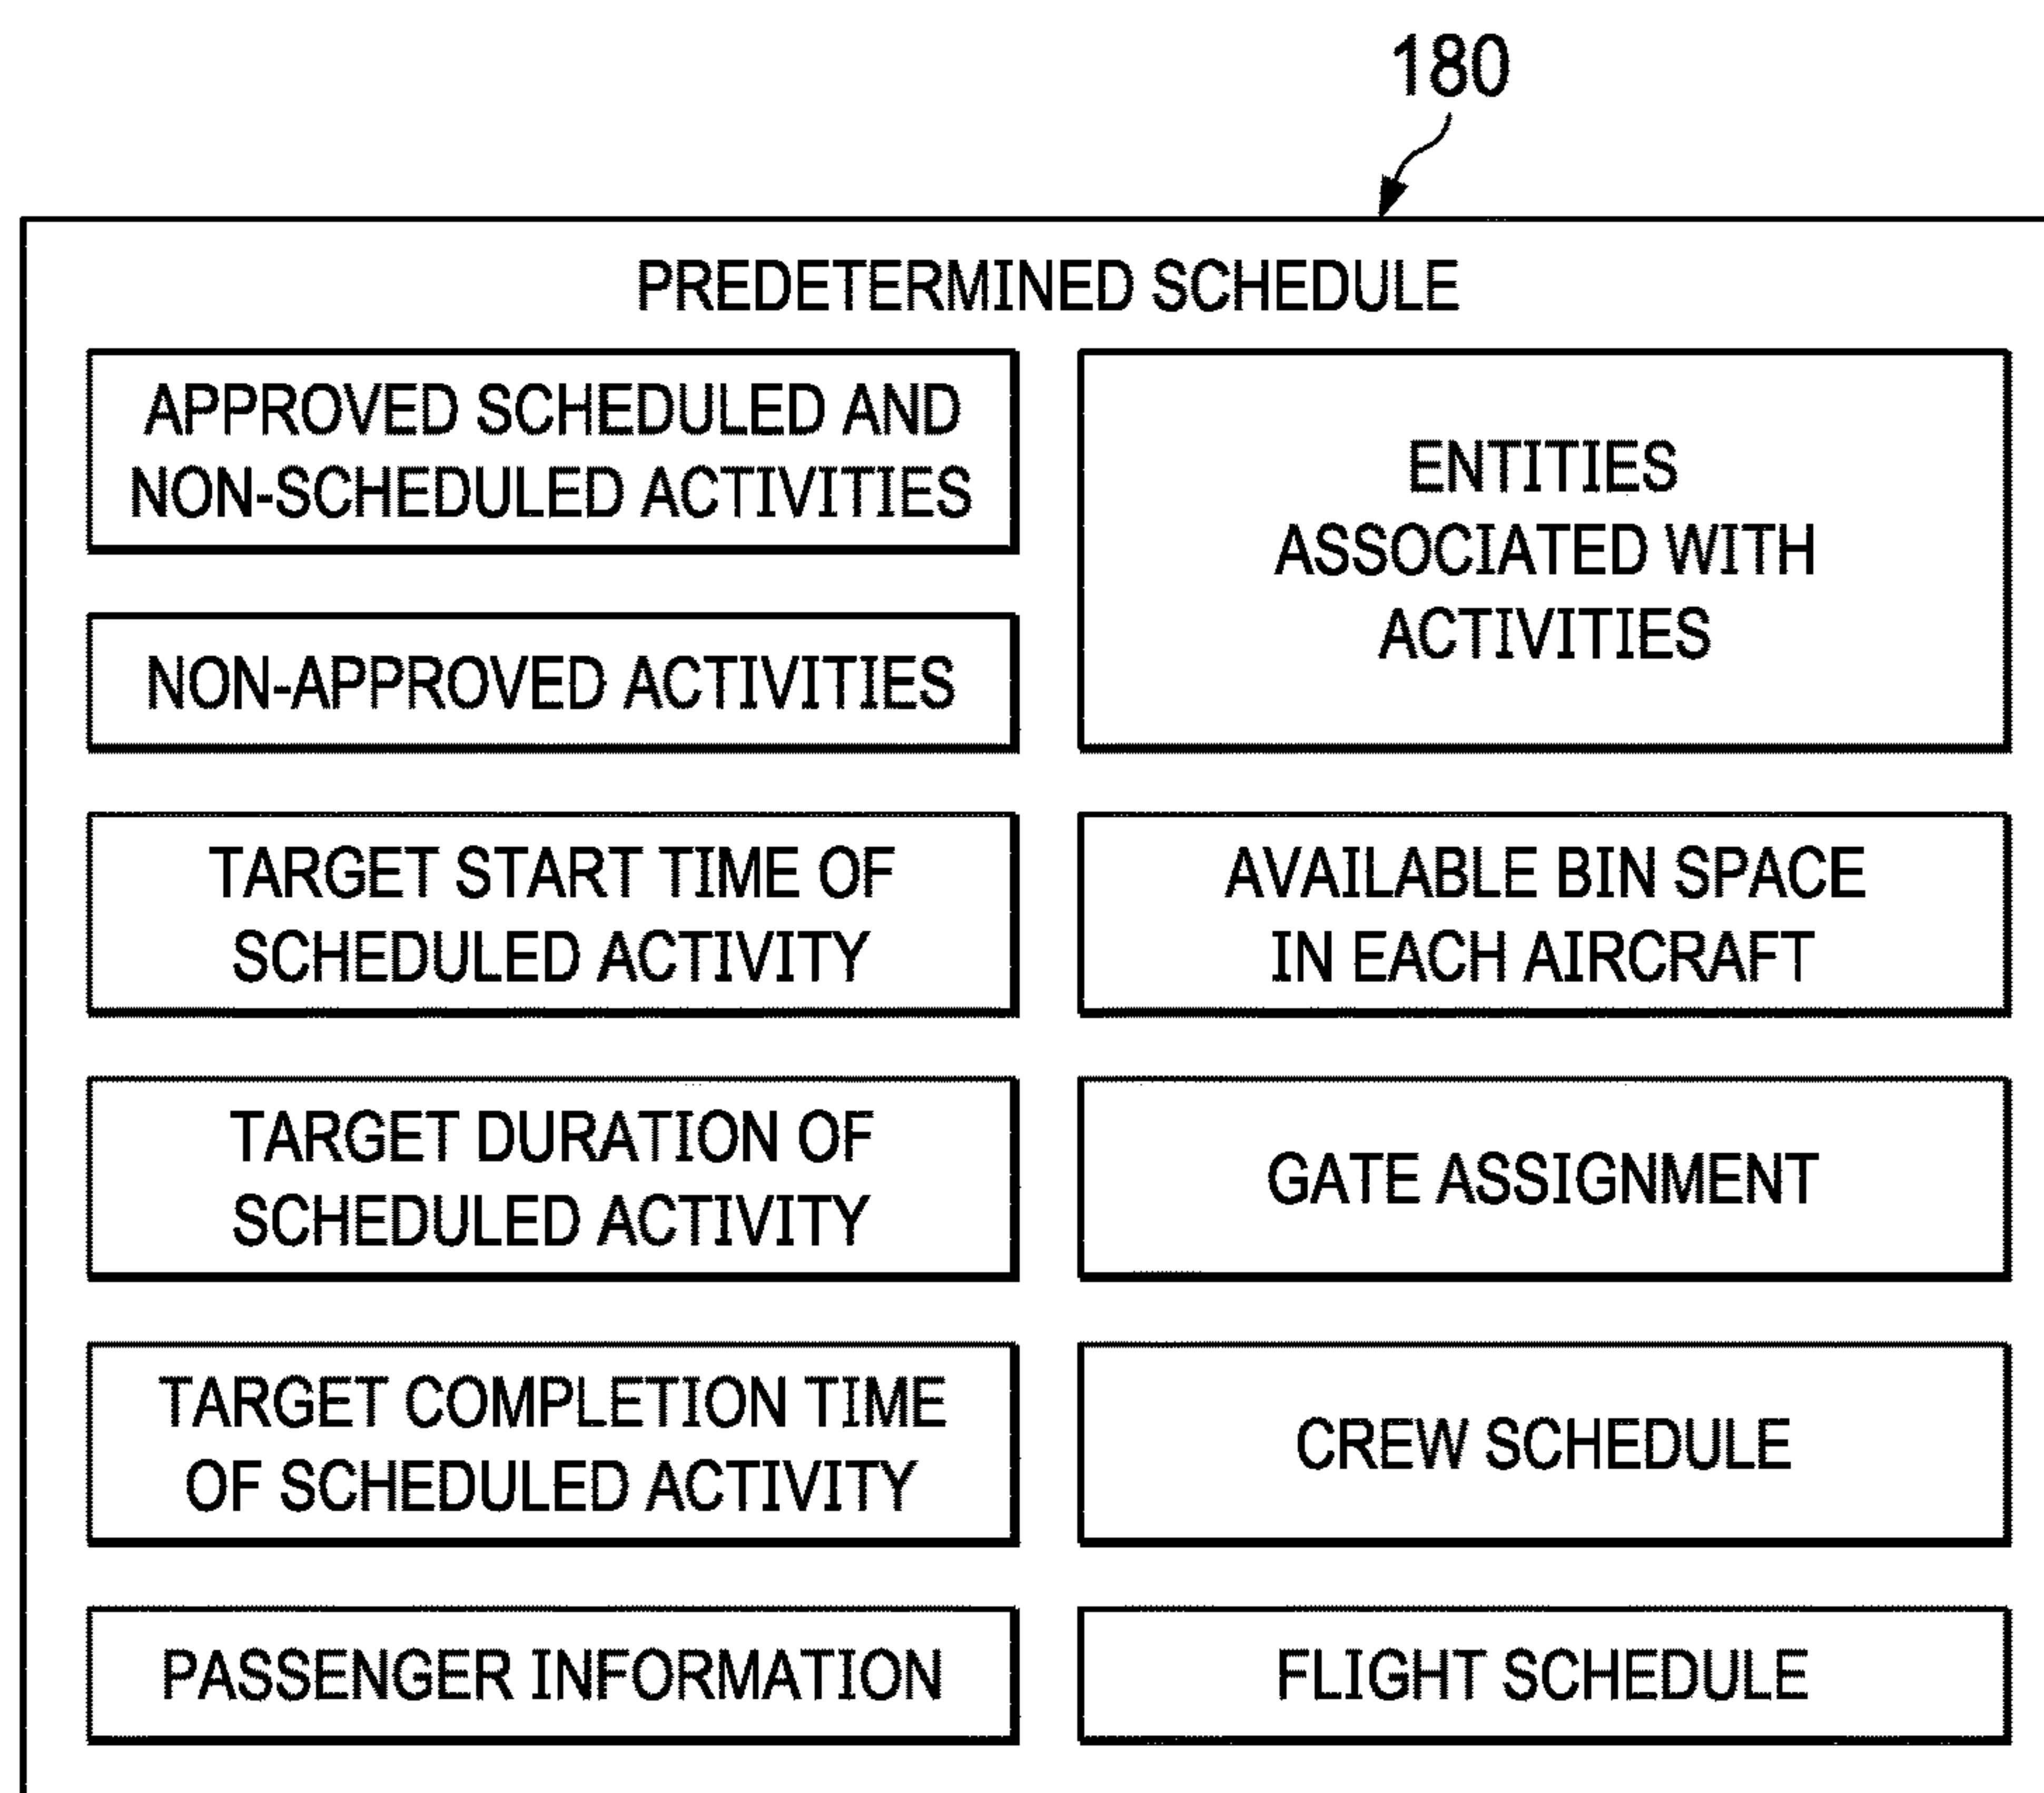 180
PREDETERMINED SCHEDULE
APPROVED SCHEDULED AND
NON-SCHEDULED ACTIVITIES
NON-APPROVED ACTIVITIES
TARGET START TIME OF
SCHEDULED ACTIVITY
TARGET DURATION OF
SCHEDULED ACTIVITY
TARGET COMPLETION TIME
OF SCHEDULED ACTIVITY
PASSENGER INFORMATION
ENTITIES
ASSOCIATED WITH
ACTIVITIES
AVAILABLE BIN SPACE
IN EACH AIRCRAFT
GATE ASSIGNMENT
CREW SCHEDULE
FLIGHT SCHEDULE